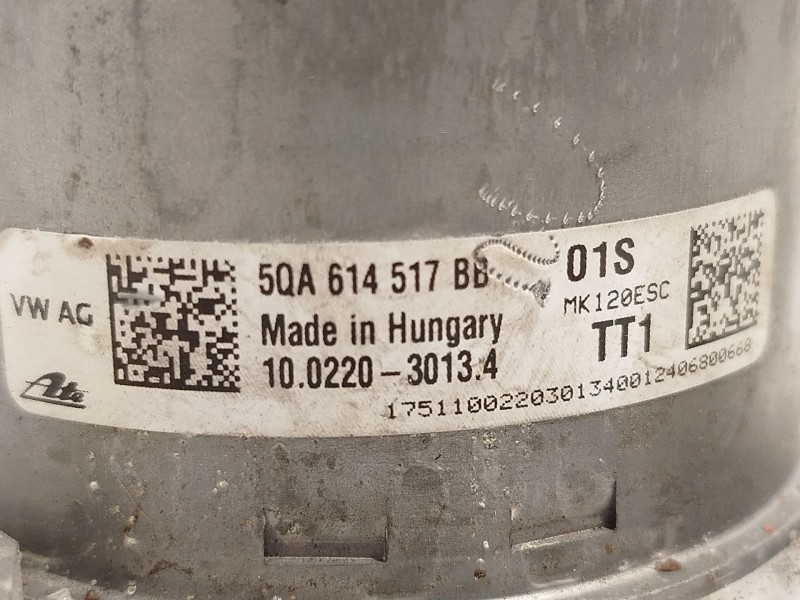 VW AG
Ate
5QA 614 517 BB
Made in Hungary
10.0220-3013.4
01S
MK120ESC
TT1
1751100220301340012406800668